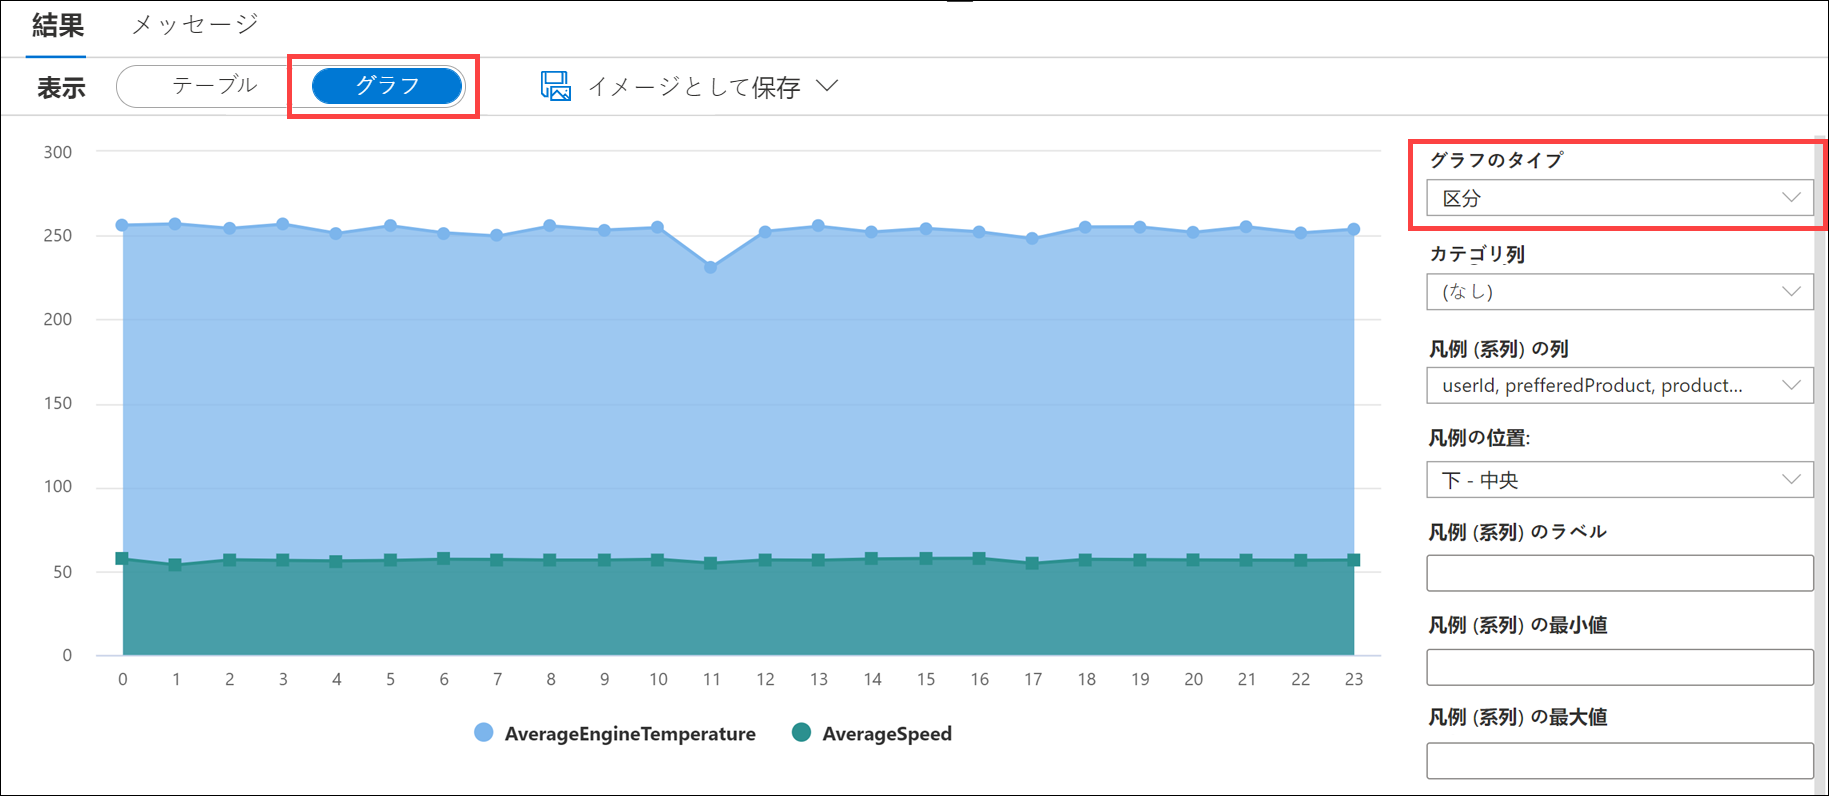 結果 メッセージ
表示 テーブル グラフ イメージとして保存
300
250
200
150
100
50
0
0 1 2 3 4 5 6 7 8 9 10 11 12 13 14 15 16 17 18 19 20 21 22 23
AverageEngineTemperature AverageSpeed
グラフのタイプ
区分
カテゴリ列
(なし)
凡例 (系列) の列
userId, prefferedProduct, product...
凡例の位置:
下 - 中央
凡例 (系列) のラベル
凡例 (系列) の最小値
凡例 (系列) の最大値